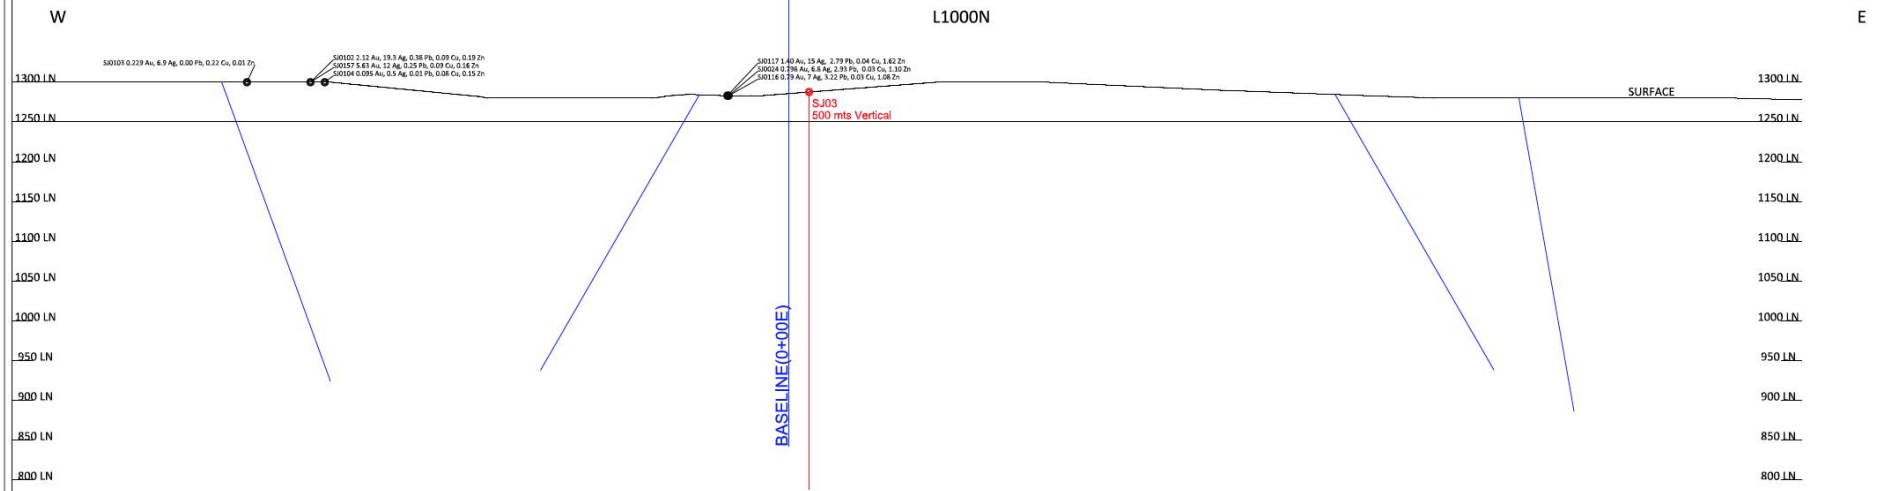 W
L1000N
E
SJ0103 0.229 Au, 6.9 Ag, 0.00 Pb, 0.22 Cu, 0.01 Zn
SJ0102 2.12 Au, 19.3 Ag, 0.38 Pb, 0.09 Cu, 0.19 Zn
SJ0157 5.63 Au, 12 Ag, 0.25 Pb, 0.09 Cu, 0.16 Zn
SJ0104 0.095 Au, 0.5 Ag, 0.01 Pb, 0.08 Cu, 0.15 Zn
SJ0117 1.40 Au, 15 Ag, 2.79 Pb, 0.04 Cu, 1.62 Zn
SJ0024 0.798 Au, 6.8 Ag, 2.93 Pb, 0.03 Cu, 1.10 Zn
SJ0116 0.79 Au, 7 Ag, 3.22 Pb, 0.03 Cu, 1.08 Zn
1300 LN
1300 LN
SURFACE
SJ03
500 mts Vertical
1250 LN
1250 LN
1200 LN
1200 LN
1150 LN
1150 LN
1100 LN
1100 LN
1050 LN
1050 LN
1000 LN
1000 LN
950 LN
950 LN
900 LN
900 LN
850 LN
850 LN
800 LN
800 LN
BASELINE(0+00E)